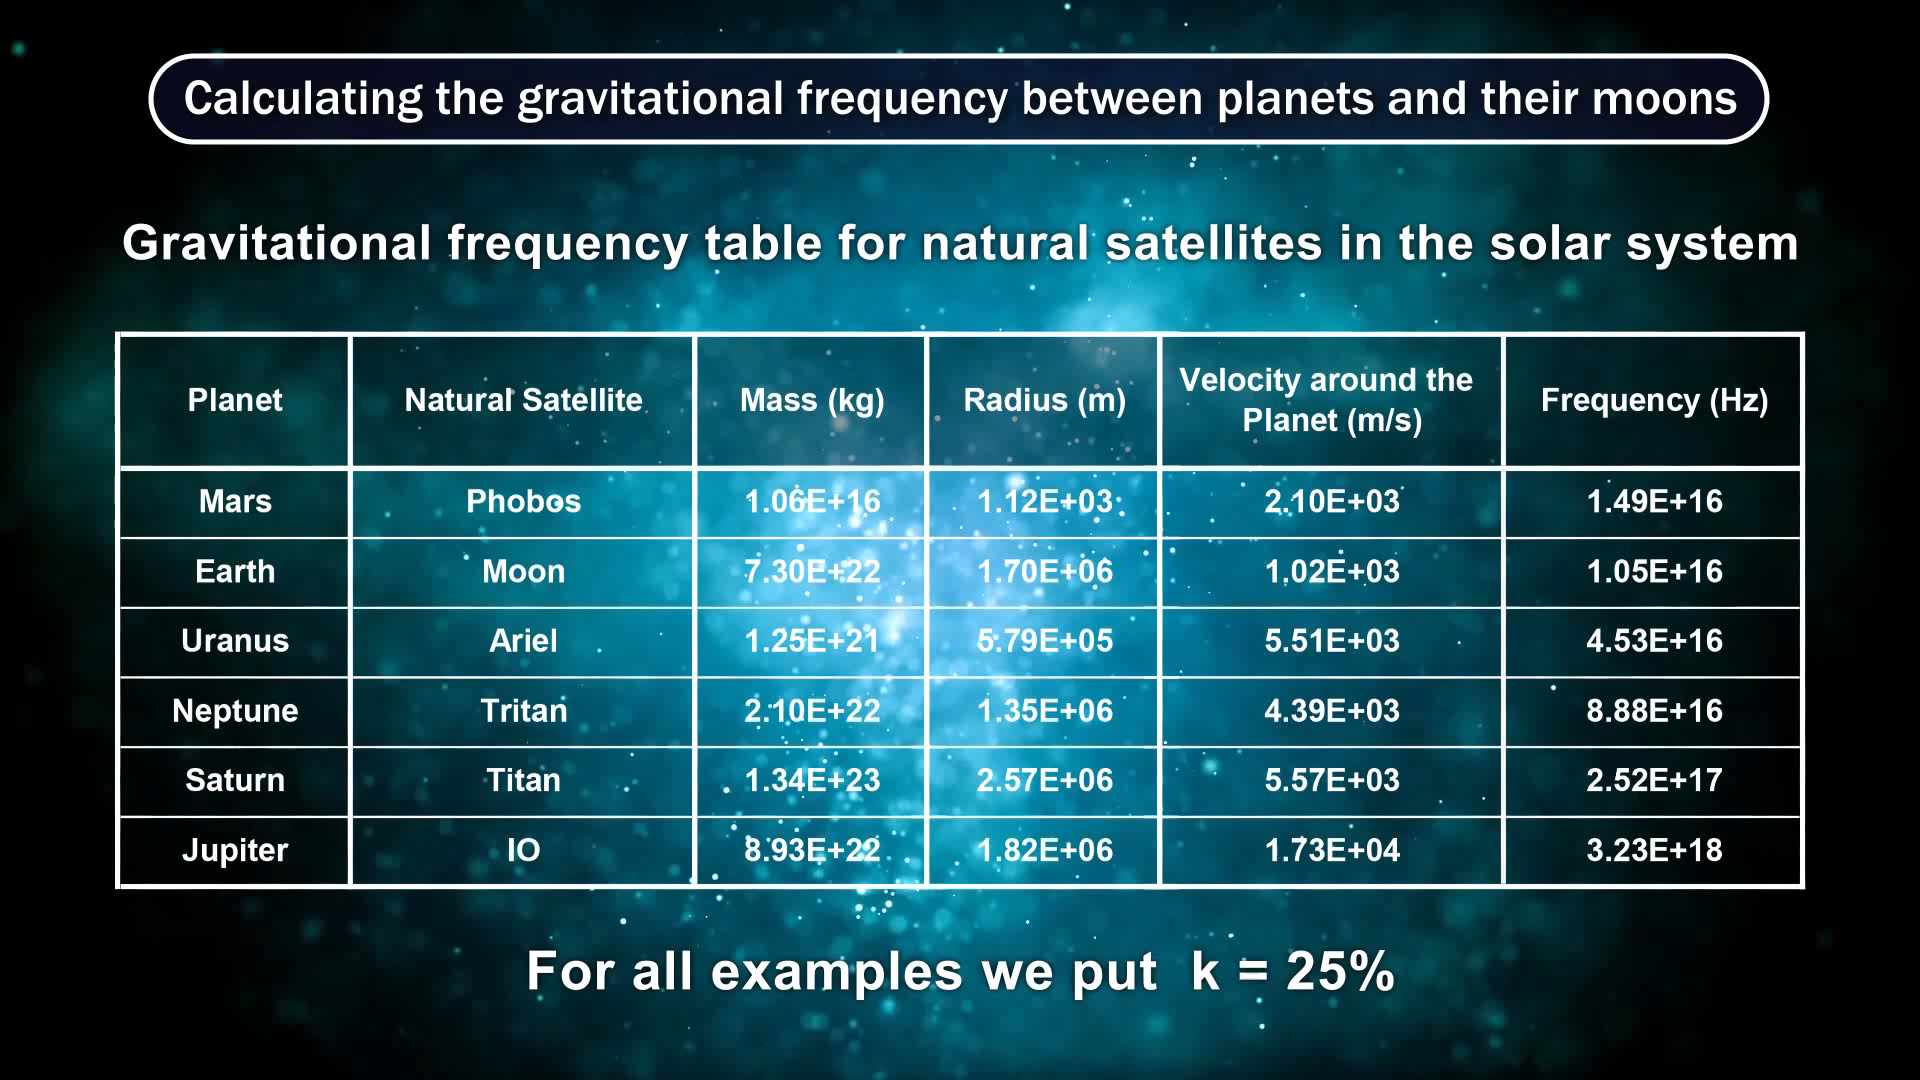 Calculating the gravitational frequency between planets and their moons
Gravitational frequency table for natural satellites in the solar system
Planet Natural Satellite Mass (kg) Radius (m) Velocity around the Planet (m/s) Frequency (Hz)
Mars Phobos 1.06E+16 1.12E+03 2.10E+03 1.49E+16
Earth Moon 7.30E+22 1.70E+06 1.02E+03 1.05E+16
Uranus Ariel 1.25E+21 5.79E+05 5.51E+03 4.53E+16
Neptune Tritan 2.10E+22 1.35E+06 4.39E+03 8.88E+16
Saturn Titan 1.34E+23 2.57E+06 5.57E+03 2.52E+17
Jupiter IO 8.93E+22 1.82E+06 1.73E+04 3.23E+18
For all examples we put k = 25%